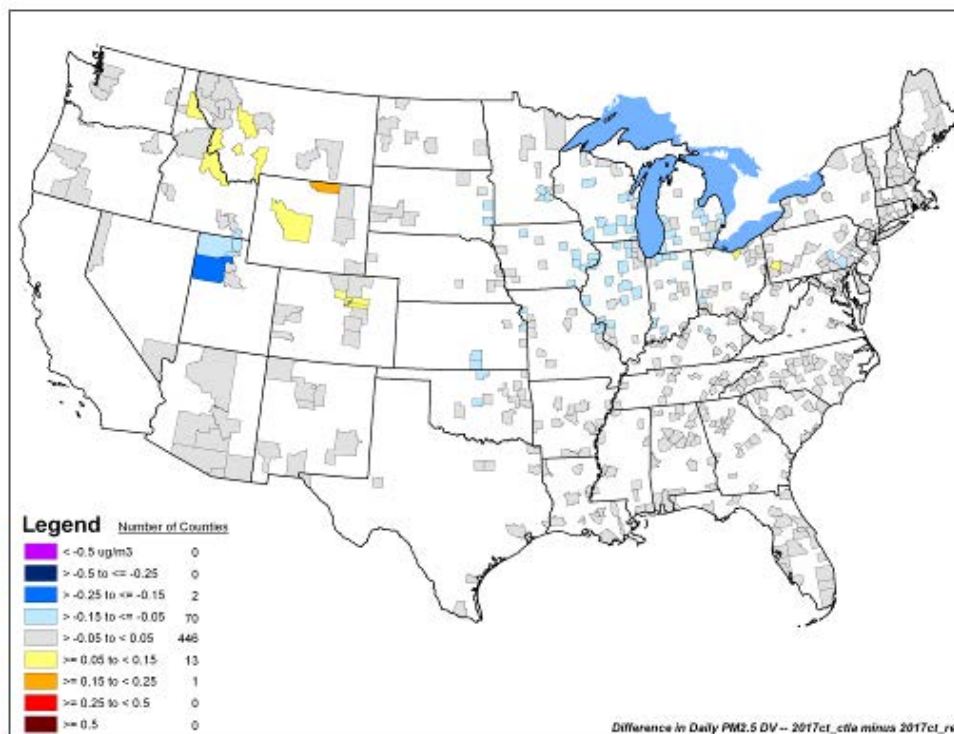 Legend Number of Counties
< -0.5 ug/m3 0
> -0.5 to <= -0.25 0
> -0.25 to <= -0.15 2
> -0.15 to <= -0.05 70
> -0.05 to < 0.05 446
>= 0.05 to < 0.15 13
>= 0.15 to < 0.25 1
>= 0.25 to < 0.5 0
>= 0.5 0
Difference in Daily PM2.5 DV -- 2017ct_ctia minus 2017ct_re